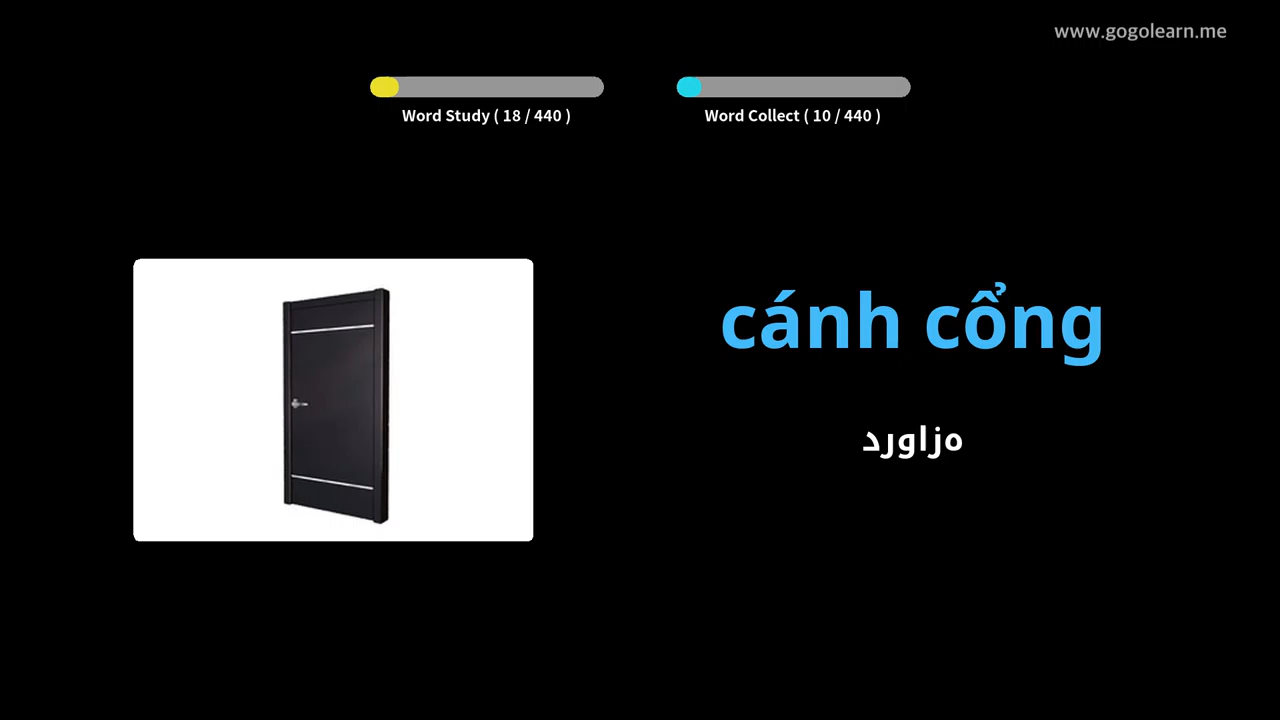 www.gogolearn.me
Word Study ( 18 / 440 )
Word Collect ( 10 / 440 )
cánh cổng
دروازه